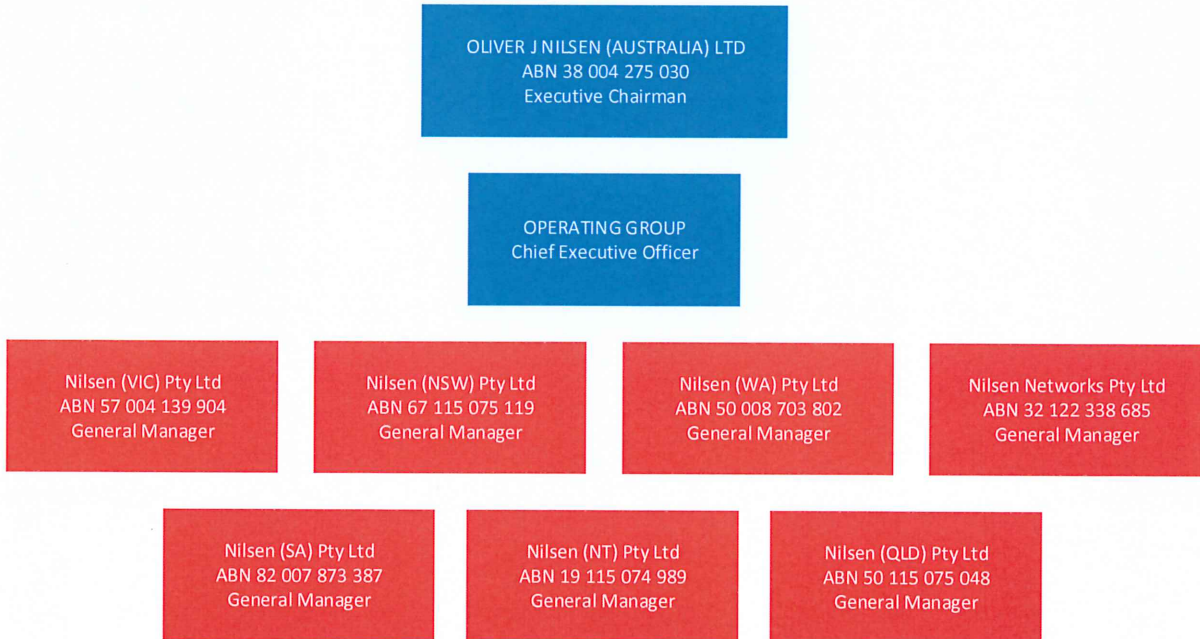 OLIVER J NILSEN (AUSTRALIA) LTD
ABN 38 004 275 030
Executive Chairman
OPERATING GROUP
Chief Executive Officer
Nilsen (VIC) Pty Ltd
ABN 57 004 139 904
General Manager
Nilsen (NSW) Pty Ltd
ABN 67 115 075 119
General Manager
Nilsen (WA) Pty Ltd
ABN 50 008 703 802
General Manager
Nilsen Networks Pty Ltd
ABN 32 122 338 685
General Manager
Nilsen (SA) Pty Ltd
ABN 82 007 873 387
General Manager
Nilsen (NT) Pty Ltd
ABN 19 115 074 989
General Manager
Nilsen (QLD) Pty Ltd
ABN 50 115 075 048
General Manager